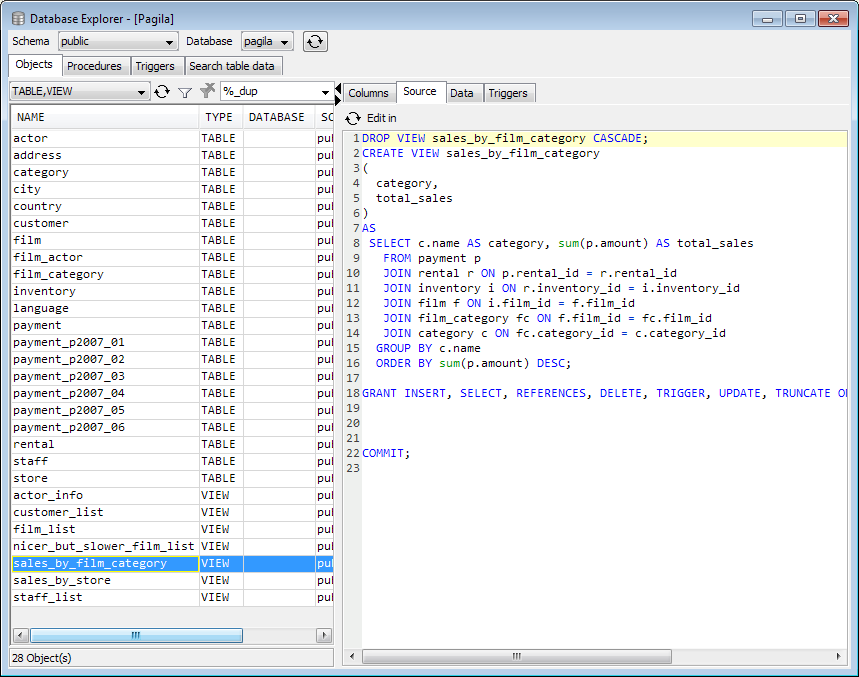 Database Explorer - [Pagila]
Schema public Database pagila
Objects Procedures Triggers Search table data
TABLE,VIEW %_dup
NAME TYPE DATABASE SC
actor TABLE pul
address TABLE pul
category TABLE pul
city TABLE pul
country TABLE pul
customer TABLE pul
film TABLE pul
film_actor TABLE pul
film_category TABLE pul
inventory TABLE pul
language TABLE pul
payment TABLE pul
payment_p2007_01 TABLE pul
payment_p2007_02 TABLE pul
payment_p2007_03 TABLE pul
payment_p2007_04 TABLE pul
payment_p2007_05 TABLE pul
payment_p2007_06 TABLE pul
rental TABLE pul
staff TABLE pul
store TABLE pul
actor_info VIEW pul
customer_list VIEW pul
film_list VIEW pul
nicer_but_slower_film_list VIEW pul
sales_by_film_category VIEW pul
sales_by_store VIEW pul
staff_list VIEW pul
28 Object(s)
Columns Source Data Triggers
Edit in
1 DROP VIEW sales_by_film_category CASCADE;
2 CREATE VIEW sales_by_film_category
3 (
4 category,
5 total_sales
6 )
7 AS
8 SELECT c.name AS category, sum(p.amount) AS total_sales
9 FROM payment p
10 JOIN rental r ON p.rental_id = r.rental_id
11 JOIN inventory i ON r.inventory_id = i.inventory_id
12 JOIN film f ON i.film_id = f.film_id
13 JOIN film_category fc ON f.film_id = fc.film_id
14 JOIN category c ON fc.category_id = c.category_id
15 GROUP BY c.name
16 ORDER BY sum(p.amount) DESC;
17
18 GRANT INSERT, SELECT, REFERENCES, DELETE, TRIGGER, UPDATE, TRUNCATE ON
19
20
21
22 COMMIT;
23